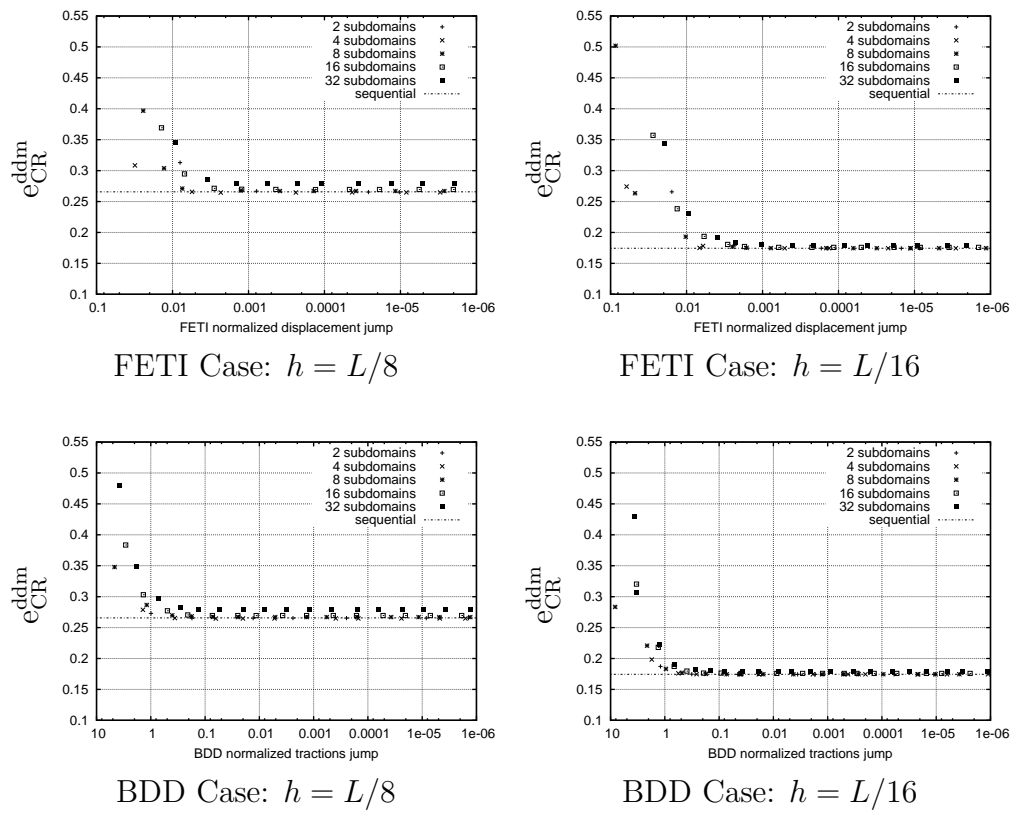 0.55
0.5
0.45
0.4
0.35
0.3
0.25
0.2
0.15
0.1
e_CR^ddm
2 subdomains
4 subdomains
8 subdomains
16 subdomains
32 subdomains
sequential
0.1 0.01 0.001 0.0001 1e-05 1e-06
FETI normalized displacement jump
FETI Case: h = L/8
0.55
0.5
0.45
0.4
0.35
0.3
0.25
0.2
0.15
0.1
e_CR^ddm
2 subdomains
4 subdomains
8 subdomains
16 subdomains
32 subdomains
sequential
0.1 0.01 0.001 0.0001 1e-05 1e-06
FETI normalized displacement jump
FETI Case: h = L/16
0.55
0.5
0.45
0.4
0.35
0.3
0.25
0.2
0.15
0.1
e_CR^ddm
2 subdomains
4 subdomains
8 subdomains
16 subdomains
32 subdomains
sequential
10 1 0.1 0.01 0.001 0.0001 1e-05 1e-06
BDD normalized tractions jump
BDD Case: h = L/8
0.55
0.5
0.45
0.4
0.35
0.3
0.25
0.2
0.15
0.1
e_CR^ddm
2 subdomains
4 subdomains
8 subdomains
16 subdomains
32 subdomains
sequential
10 1 0.1 0.01 0.001 0.0001 1e-05 1e-06
BDD normalized tractions jump
BDD Case: h = L/16